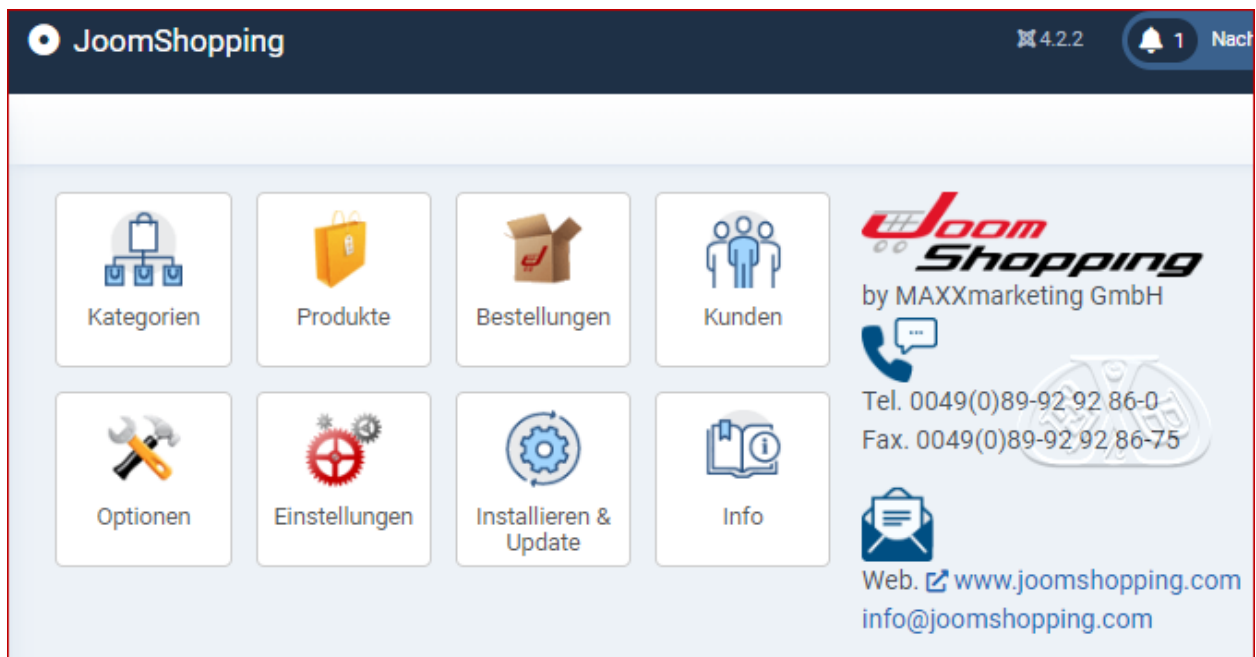 JoomShopping
4.2.2
1
Nach
Kategorien
Produkte
Bestellungen
Kunden
Optionen
Einstellungen
Installieren &
Update
Info
Joom
Shopping
by MAXXmarketing GmbH
Tel. 0049(0)89-92 92 86-0
Fax. 0049(0)89-92 92 86-75
Web. www.joomshopping.com
info@joomshopping.com